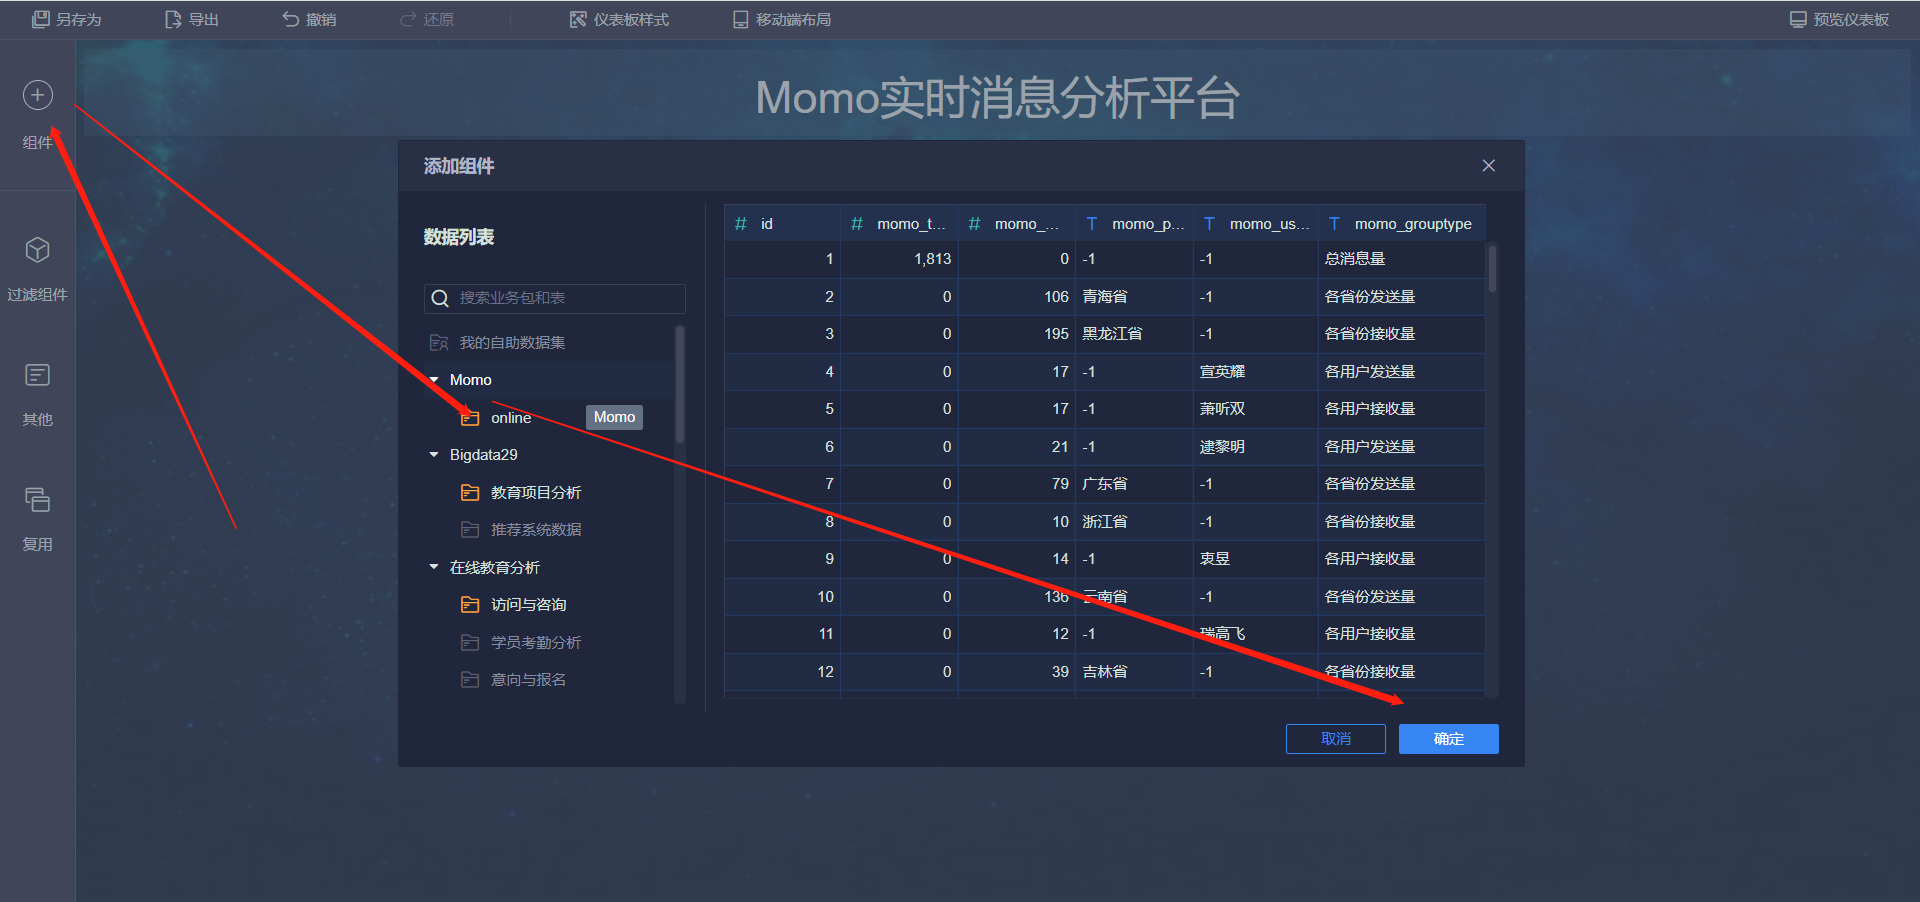 另存为 导出 撤销 还原 仪表板样式 移动端布局 预览仪表板
组件
过滤组件
其他
复用
Momo实时消息分析平台
添加组件
数据列表
搜索业务包和表
我的自助数据集
Momo
online Momo
Bigdata29
教育项目分析
推荐系统数据
在线教育分析
访问与咨询
学员考勤分析
意向与报名
# id # momo_t... # momo_... T momo_p... T momo_us... T momo_grouptype
1 1,813 0 -1 -1 总消息量
2 0 106 青海省 -1 各省份发送量
3 0 195 黑龙江省 -1 各省份接收量
4 0 17 -1 宣英耀 各用户发送量
5 0 17 -1 萧听双 各用户接收量
6 0 21 -1 逮黎明 各用户发送量
7 0 79 广东省 -1 各省份发送量
8 0 10 浙江省 -1 各省份接收量
9 0 14 -1 衷昱 各用户接收量
10 0 136 云南省 -1 各省份发送量
11 0 12 -1 瑞高飞 各用户接收量
12 0 39 吉林省 -1 各省份接收量
取消 确定